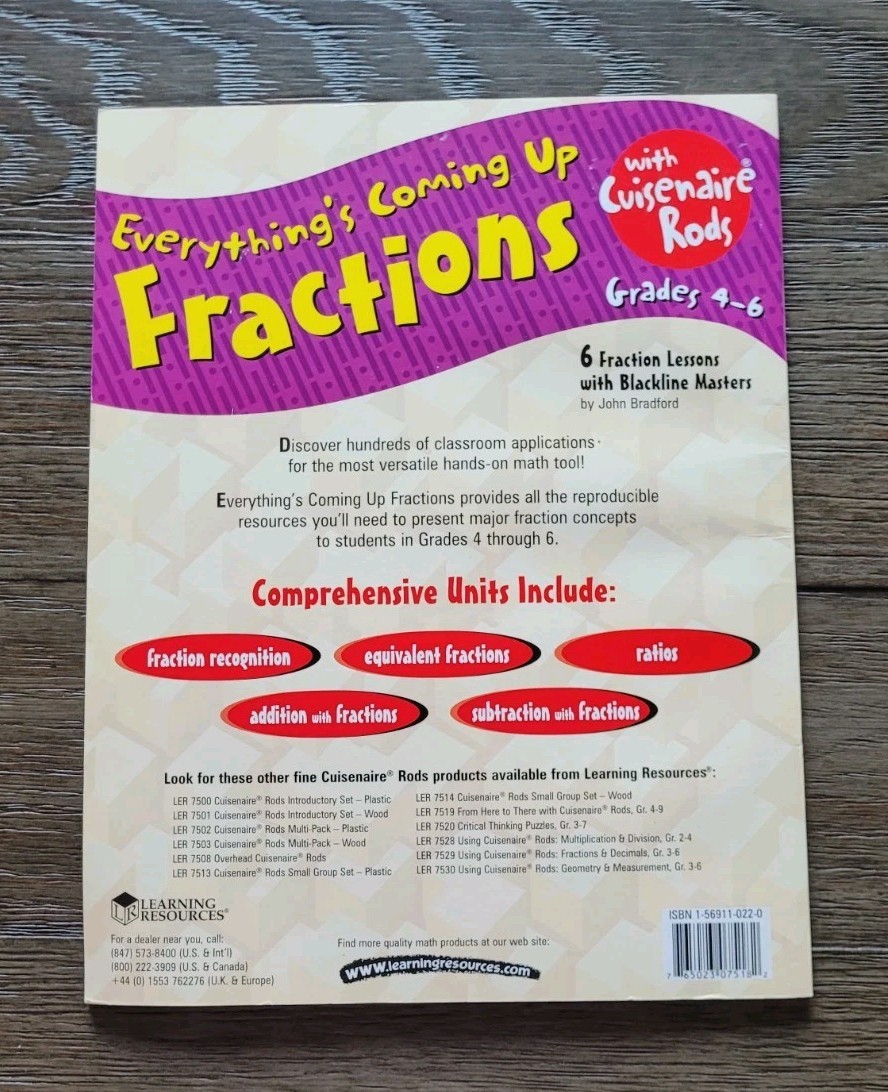 Everything's Coming Up
Fractions
with
Cuisenaire®
Rods
Grades 4-6
6 Fraction Lessons
with Blackline Masters
by John Bradford
Discover hundreds of classroom applications
for the most versatile hands-on math tool!
Everything's Coming Up Fractions provides all the reproducible
resources you'll need to present major fraction concepts
to students in Grades 4 through 6.
Comprehensive Units Include:
fraction recognition
equivalent fractions
ratios
addition with fractions
subtraction with fractions
Look for these other fine Cuisenaire® Rods products available from Learning Resources®:
LER 7500 Cuisenaire® Rods Introductory Set – Plastic
LER 7501 Cuisenaire® Rods Introductory Set – Wood
LER 7502 Cuisenaire® Rods Multi-Pack – Plastic
LER 7503 Cuisenaire® Rods Multi-Pack – Wood
LER 7508 Overhead Cuisenaire® Rods
LER 7513 Cuisenaire® Rods Small Group Set – Plastic
LER 7514 Cuisenaire® Rods Small Group Set – Wood
LER 7519 From Here to There with Cuisenaire® Rods, Gr. 4-9
LER 7520 Critical Thinking Puzzles, Gr. 3-7
LER 7528 Using Cuisenaire® Rods: Multiplication & Division, Gr. 2-4
LER 7529 Using Cuisenaire® Rods: Fractions & Decimals, Gr. 3-6
LER 7530 Using Cuisenaire® Rods: Geometry & Measurement, Gr. 3-6
LEARNING
RESOURCES®
For a dealer near you, call:
(847) 573-8400 (U.S. & Int'l)
(800) 222-3909 (U.S. & Canada)
+44 (0) 1553 762276 (U.K. & Europe)
Find more quality math products at our web site:
www.learningresources.com
ISBN 1-56911-022-0
7 65023 07518 2